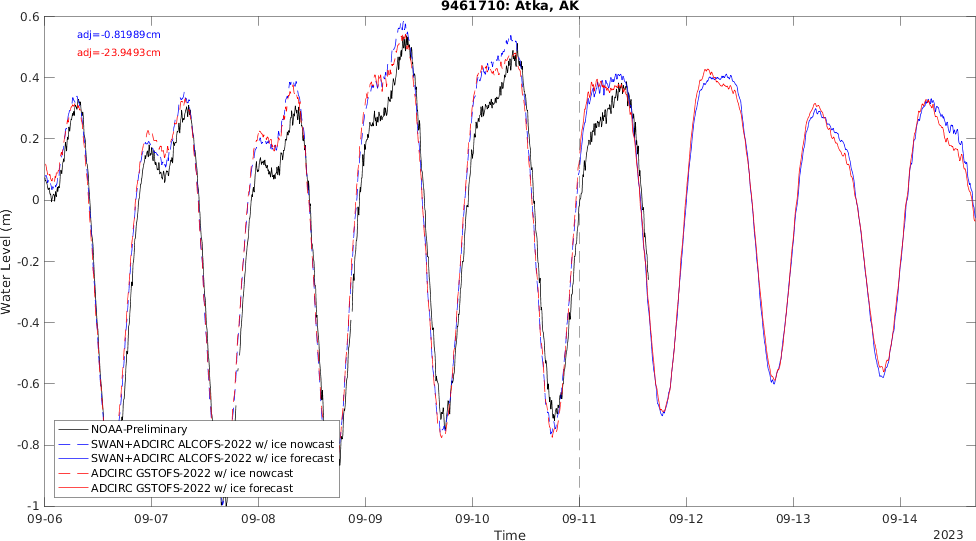 9461710: Atka, AK
adj=-0.81989cm
adj=-23.9493cm
0.6
0.4
0.2
0
-0.2
-0.4
-0.6
-0.8
-1
Water Level (m)
NOAA-Preliminary
SWAN+ADCIRC ALCOFS-2022 w/ ice nowcast
SWAN+ADCIRC ALCOFS-2022 w/ ice forecast
ADCIRC GSTOFS-2022 w/ ice nowcast
ADCIRC GSTOFS-2022 w/ ice forecast
09-06 09-07 09-08 09-09 09-10 09-11 09-12 09-13 09-14
Time
2023